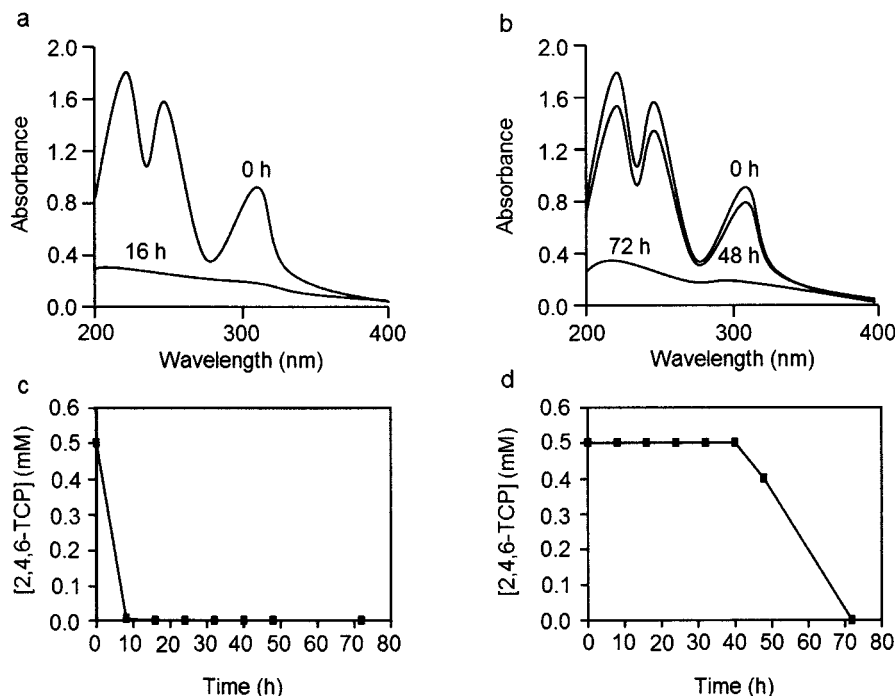 a
2.0
1.6
1.2
0.8
0.4
0.0
Absorbance
0 h
16 h
200
300
400
Wavelength (nm)
b
2.0
1.6
1.2
0.8
0.4
0.0
Absorbance
0 h
72 h
48 h
200
300
400
Wavelength (nm)
c
0.6
0.5
0.4
0.3
0.2
0.1
0.0
[2,4,6-TCP] (mM)
0 10 20 30 40 50 60 70 80
Time (h)
d
0.6
0.5
0.4
0.3
0.2
0.1
0.0
[2,4,6-TCP] (mM)
0 10 20 30 40 50 60 70 80
Time (h)